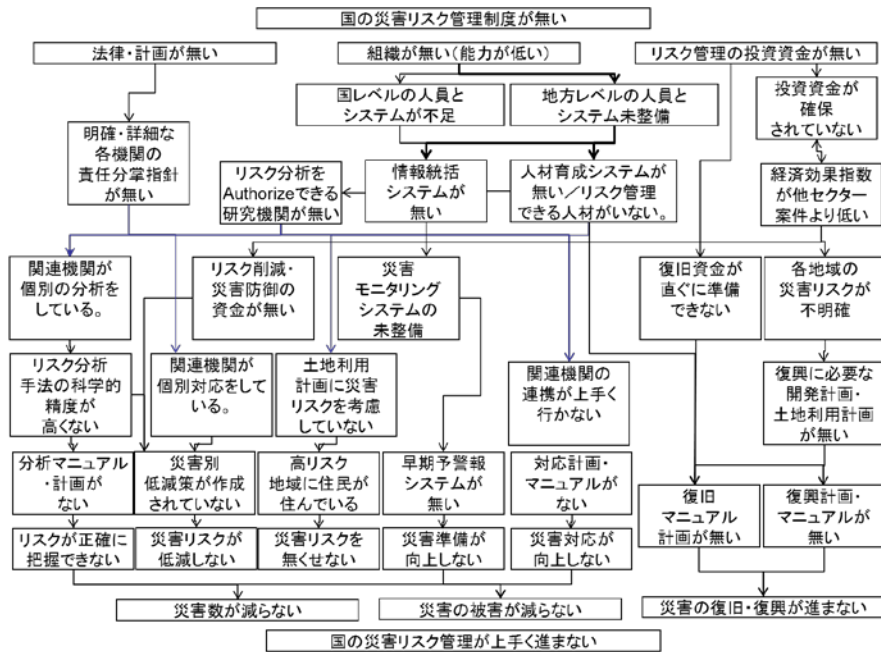 国の災害リスク管理制度が無い
法律・計画が無い
組織が無い(能力が低い)
リスク管理の投資資金が無い
国レベルの人員と
システムが不足
地方レベルの人員と
システム未整備
投資資金が
確保
されていない
明確・詳細な
各機関の
責任分掌指針
が無い
リスク分析を
Authorizeできる
研究機関が無い
情報統括
システムが
無い
人材育成システムが
無い/リスク管理
できる人材がいない。
経済効果指数
が他セクター
案件より低い
関連機関が
個別の分析を
している。
リスク削減・
災害防御の
資金が無い
災害
モニタリング
システムの
未整備
復旧資金が
直ぐに準備
できない
各地域の
災害リスクが
不明確
リスク分析
手法の科学的
精度が
高くない
関連機関が
個別対応をして
いる。
土地利用
計画に災害
リスクを考慮
していない
関連機関の
連携が上手く
行かない
復興に必要な
開発計画・
土地利用計画
が無い
分析マニュアル
・計画が
ない
災害別
低減策が作成
されていない
高リスク
地域に住民が
住んでいる
早期予警報
システムが
無い
対応計画・
マニュアルが
ない
復旧
マニュアル
計画が無い
復興計画・
マニュアルが
無い
リスクが正確に
把握できない
災害リスクが
低減しない
災害リスクを
無くせない
災害準備が
向上しない
災害対応が
向上しない
災害数が減らない
災害の被害が減らない
災害の復旧・復興が進まない
国の災害リスク管理が上手く進まない